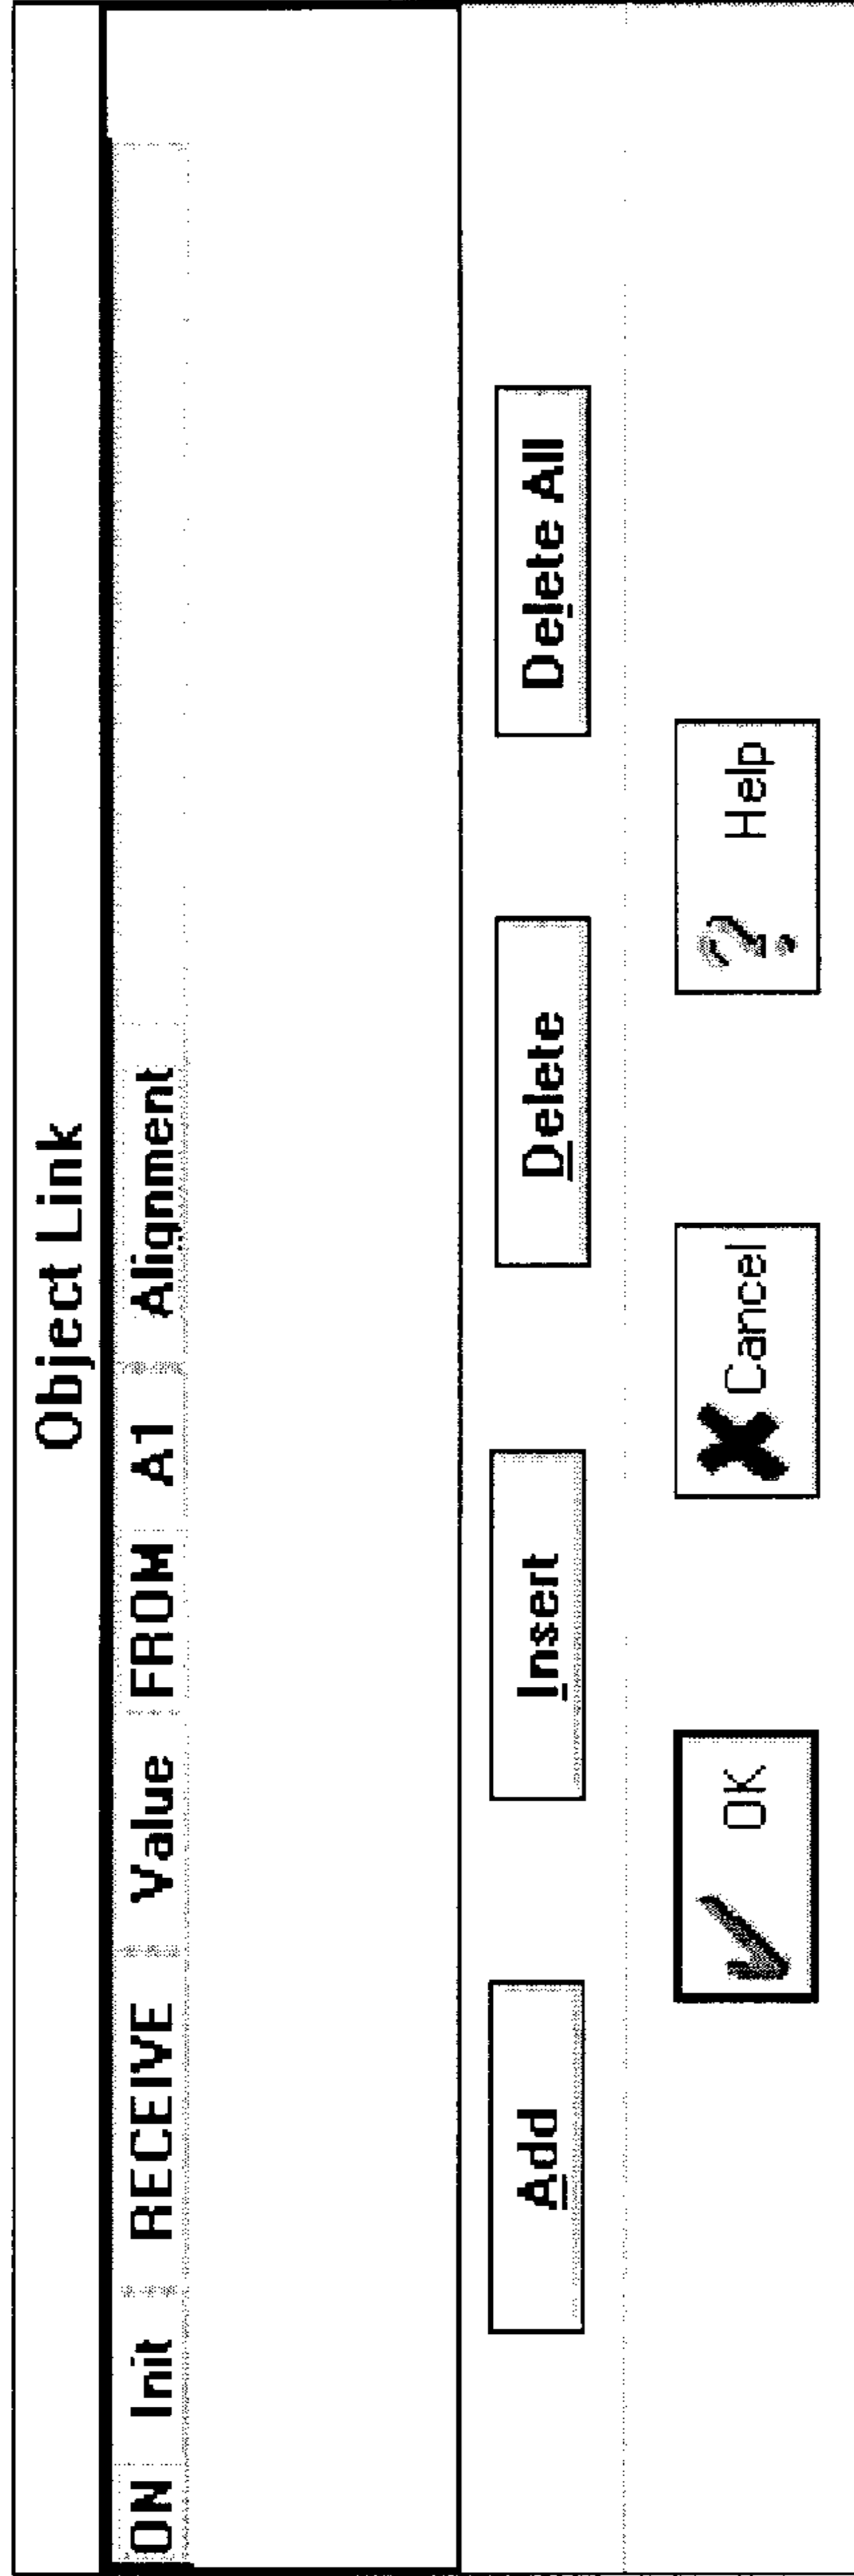 Object Link
ON Init RECEIVE Value FROM A1 Alignment
Add Insert Delete Delete All
OK Cancel Help